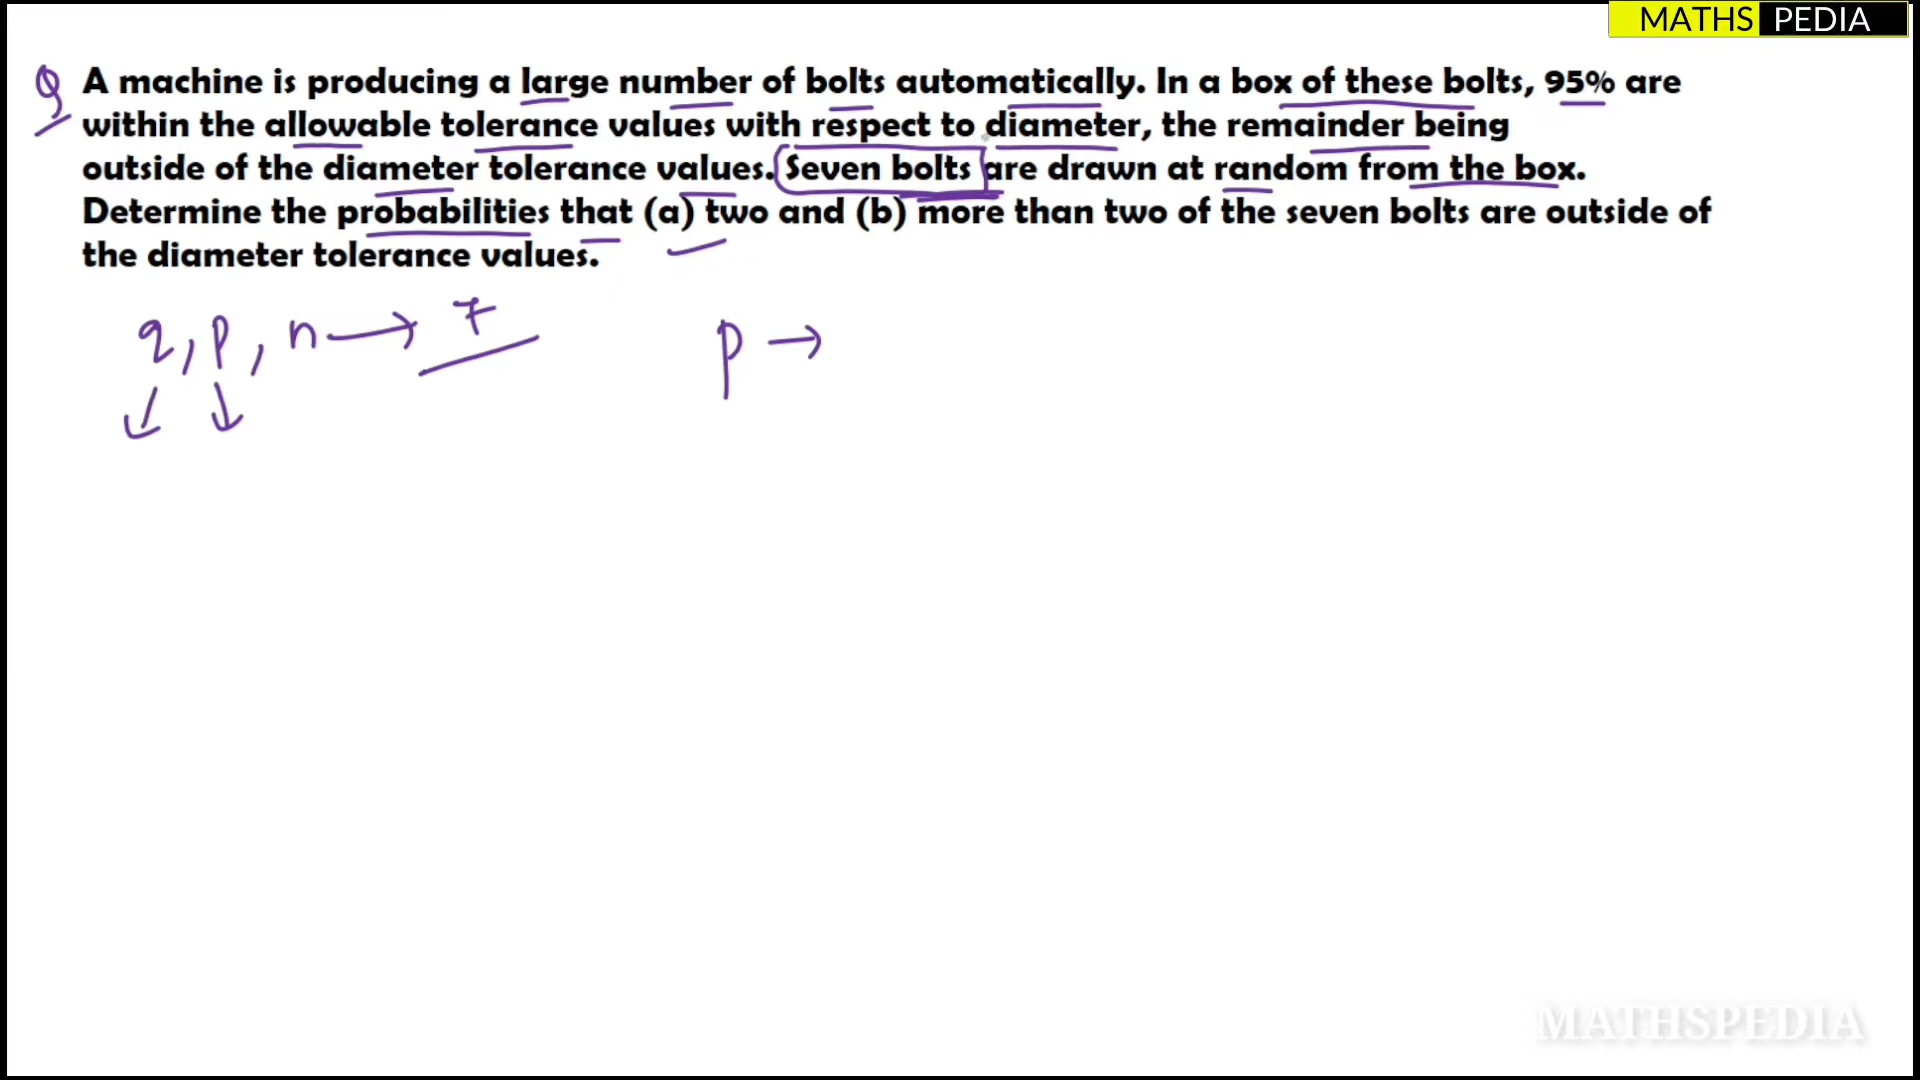 MATHS PEDIA
Q A machine is producing a large number of bolts automatically. In a box of these bolts, 95% are
within the allowable tolerance values with respect to diameter, the remainder being
outside of the diameter tolerance values. Seven bolts are drawn at random from the box.
Determine the probabilities that (a) two and (b) more than two of the seven bolts are outside of
the diameter tolerance values.
q, p, n → 7
p →
MATHSPEDIA